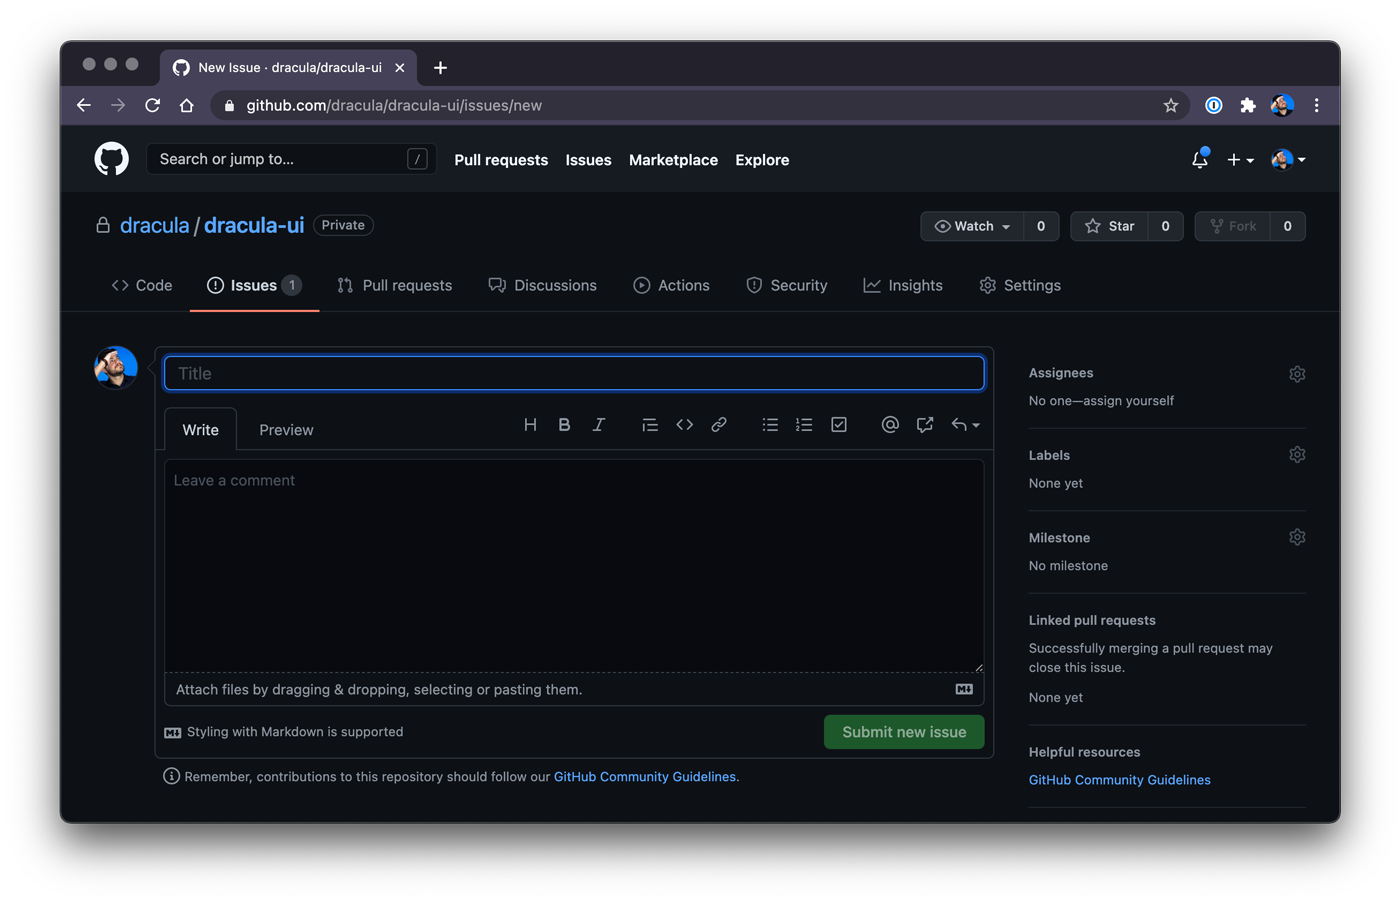 New Issue · dracula/dracula-ui
github.com/dracula/dracula-ui/issues/new
Search or jump to... /
Pull requests Issues Marketplace Explore
dracula / dracula-ui Private
Watch 0 Star 0 Fork 0
Code Issues 1 Pull requests Discussions Actions Security Insights Settings
Title
Write Preview
Leave a comment
Attach files by dragging & dropping, selecting or pasting them.
Styling with Markdown is supported
Submit new issue
Remember, contributions to this repository should follow our GitHub Community Guidelines.
Assignees
No one—assign yourself
Labels
None yet
Milestone
No milestone
Linked pull requests
Successfully merging a pull request may
close this issue.
None yet
Helpful resources
GitHub Community Guidelines